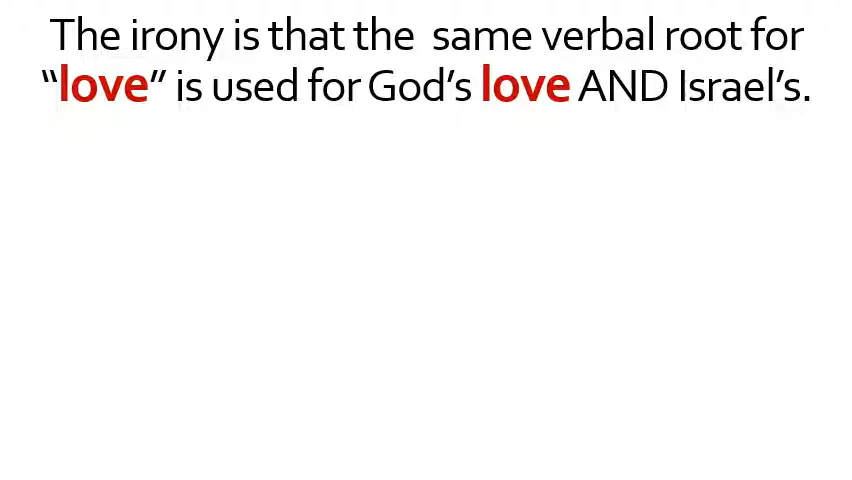 The irony is that the same verbal root for
“love” is used for God’s love AND Israel’s.